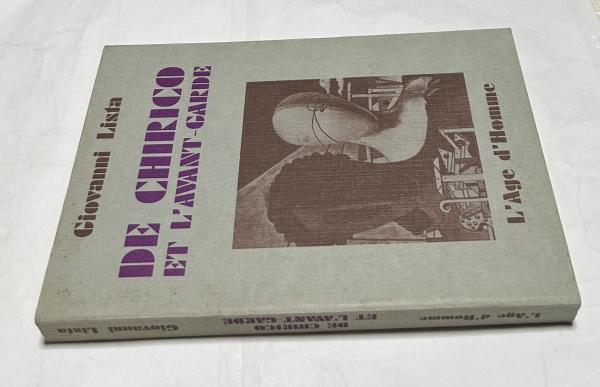 Giovanni Lista
DE CHIRICO
ET L'AVANT-GARDE
L'Age d'Homme
Giovanni Lista
DE CHIRICO
ET L'AVANT-GARDE
L'Age d'Homme